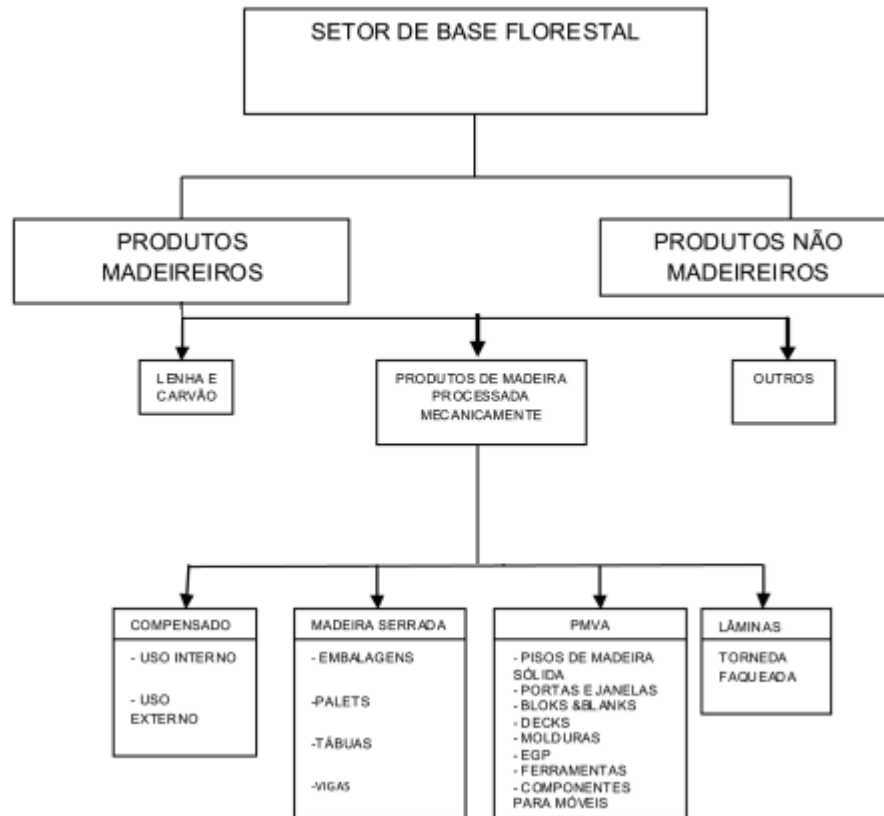 SETOR DE BASE FLORESTAL
PRODUTOS
MADEIREIROS
PRODUTOS NÃO
MADEIREIROS
LENHA E
CARVÃO
PRODUTOS DE MADEIRA
PROCESSADA
MECANICAMENTE
OUTROS
COMPENSADO
- USO INTERNO
- USO
EXTERNO
MADEIRA SERRADA
- EMBALAGENS
-PALETS
-TÁBUAS
-VIGAS
PMVA
- PISOS DE MADEIRA
SÓLIDA
- PORTAS E JANELAS
- BLOKS &BLANKS
- DECKS
- MOLDURAS
- EGP
- FERRAMENTAS
- COMPONENTES
PARA MÓVEIS
LÂMINAS
TORNEDA
FAQUEADA